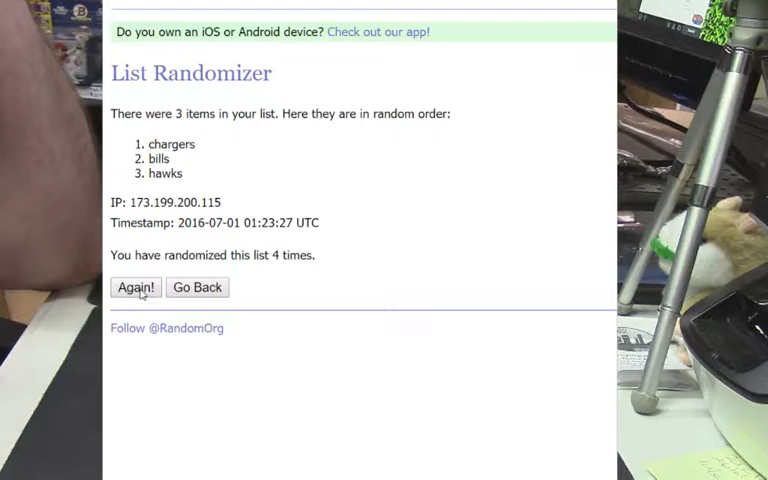 Do you own an iOS or Android device? Check out our app!
List Randomizer
There were 3 items in your list. Here they are in random order:
1. chargers
2. bills
3. hawks
IP: 173.199.200.115
Timestamp: 2016-07-01 01:23:27 UTC
You have randomized this list 4 times.
Again! Go Back
Follow @RandomOrg